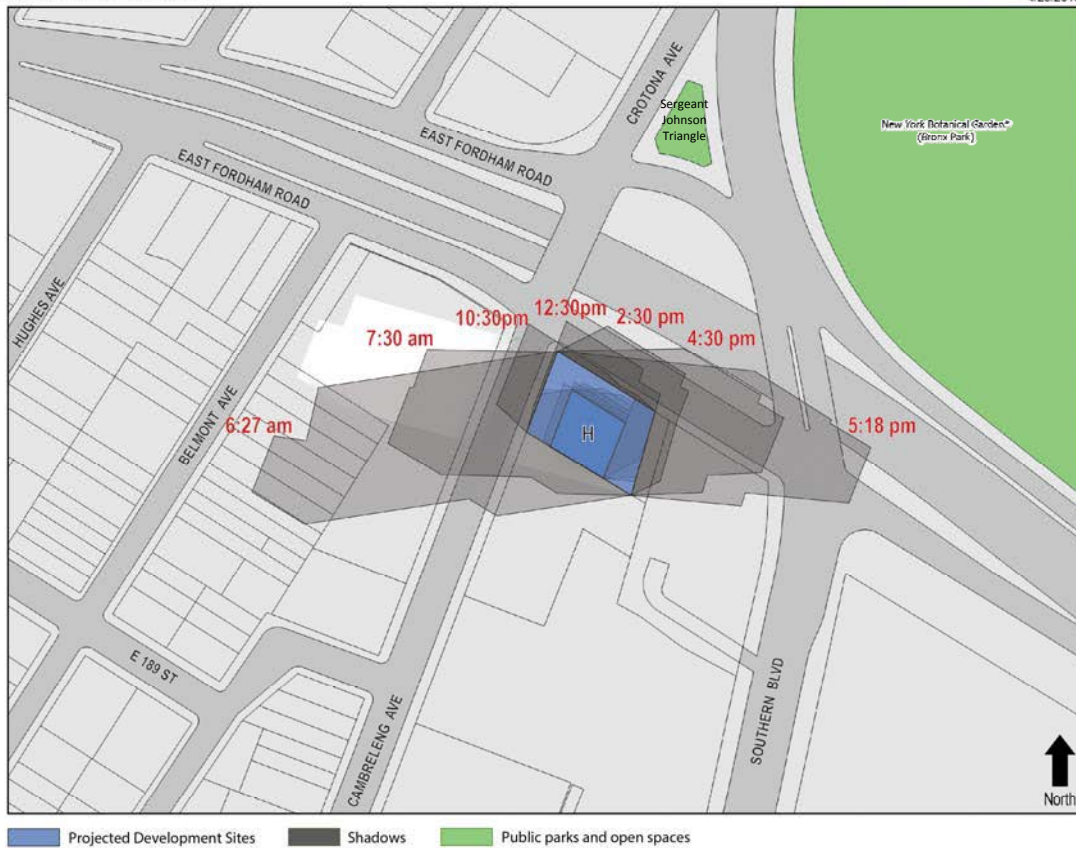 CROTONA AVE
Sergeant
Johnson
Triangle
New York Botanical Garden*
(Bronx Park)
EAST FORDHAM ROAD
EAST FORDHAM ROAD
HUGHES AVE
BELMONT AVE
7:30 am
10:30pm
12:30pm
2:30 pm
4:30 pm
6:27 am
H
5:18 pm
E 189 ST
CAMBRELENG AVE
SOUTHERN BLVD
North
Projected Development Sites
Shadows
Public parks and open spaces